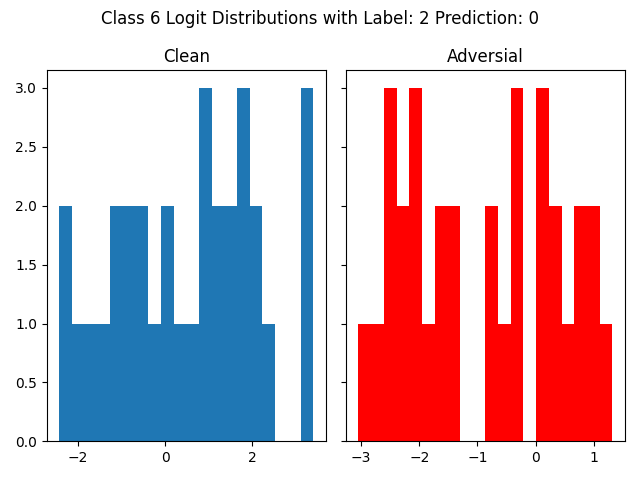 Class 6 Logit Distributions with Label: 2 Prediction: 0
Clean
Adversial
3.0
2.5
2.0
1.5
1.0
0.5
0.0
−2 0 2
−3 −2 −1 0 1